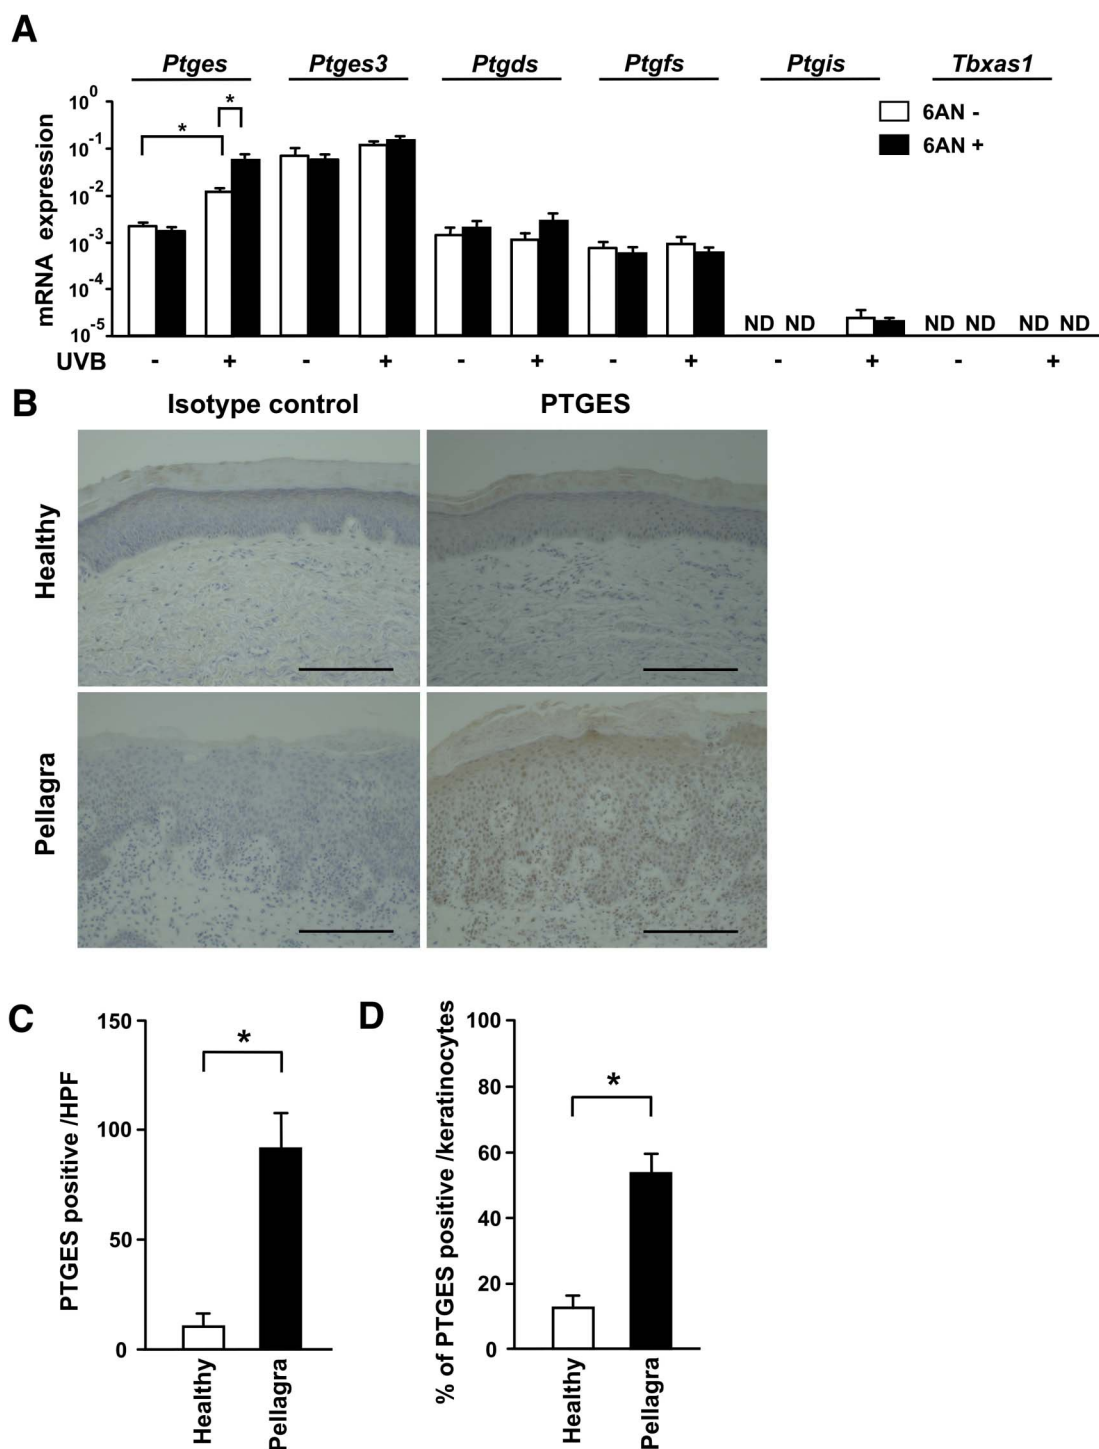 A
Ptges Ptges3 Ptgds Ptgfs Ptgis Tbxas1
mRNA expression
10^0
10^-1
10^-2
10^-3
10^-4
10^-5
* *
6AN -
6AN +
ND ND ND ND ND ND
UVB - + - + - + - + - + - +
B
Isotype control PTGES
Healthy
Pellagra
C
PTGES positive /HPF
150
100
50
0
*
Healthy
Pellagra
D
% of PTGES positive /keratinocytes
100
80
60
40
20
0
*
Healthy
Pellagra